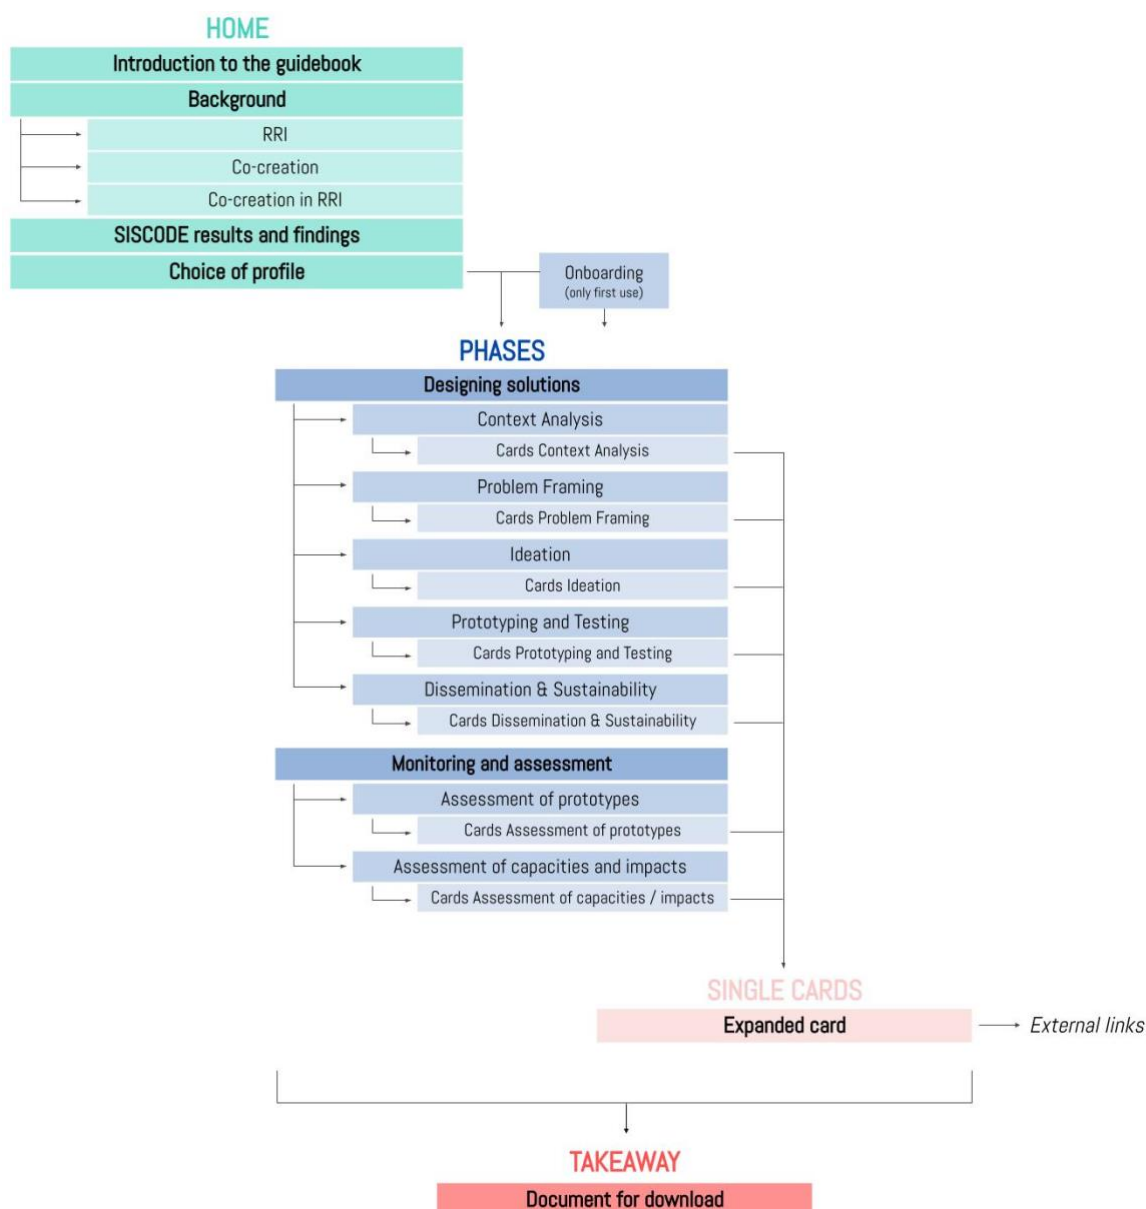 HOME
Introduction to the guidebook
Background
RRI
Co-creation
Co-creation in RRI
SISCODE results and findings
Choice of profile
Onboarding
(only first use)
PHASES
Designing solutions
Context Analysis
Cards Context Analysis
Problem Framing
Cards Problem Framing
Ideation
Cards Ideation
Prototyping and Testing
Cards Prototyping and Testing
Dissemination & Sustainability
Cards Dissemination & Sustainability
Monitoring and assessment
Assessment of prototypes
Cards Assessment of prototypes
Assessment of capacities and impacts
Cards Assessment of capacities / impacts
SINGLE CARDS
Expanded card
External links
TAKEAWAY
Document for download